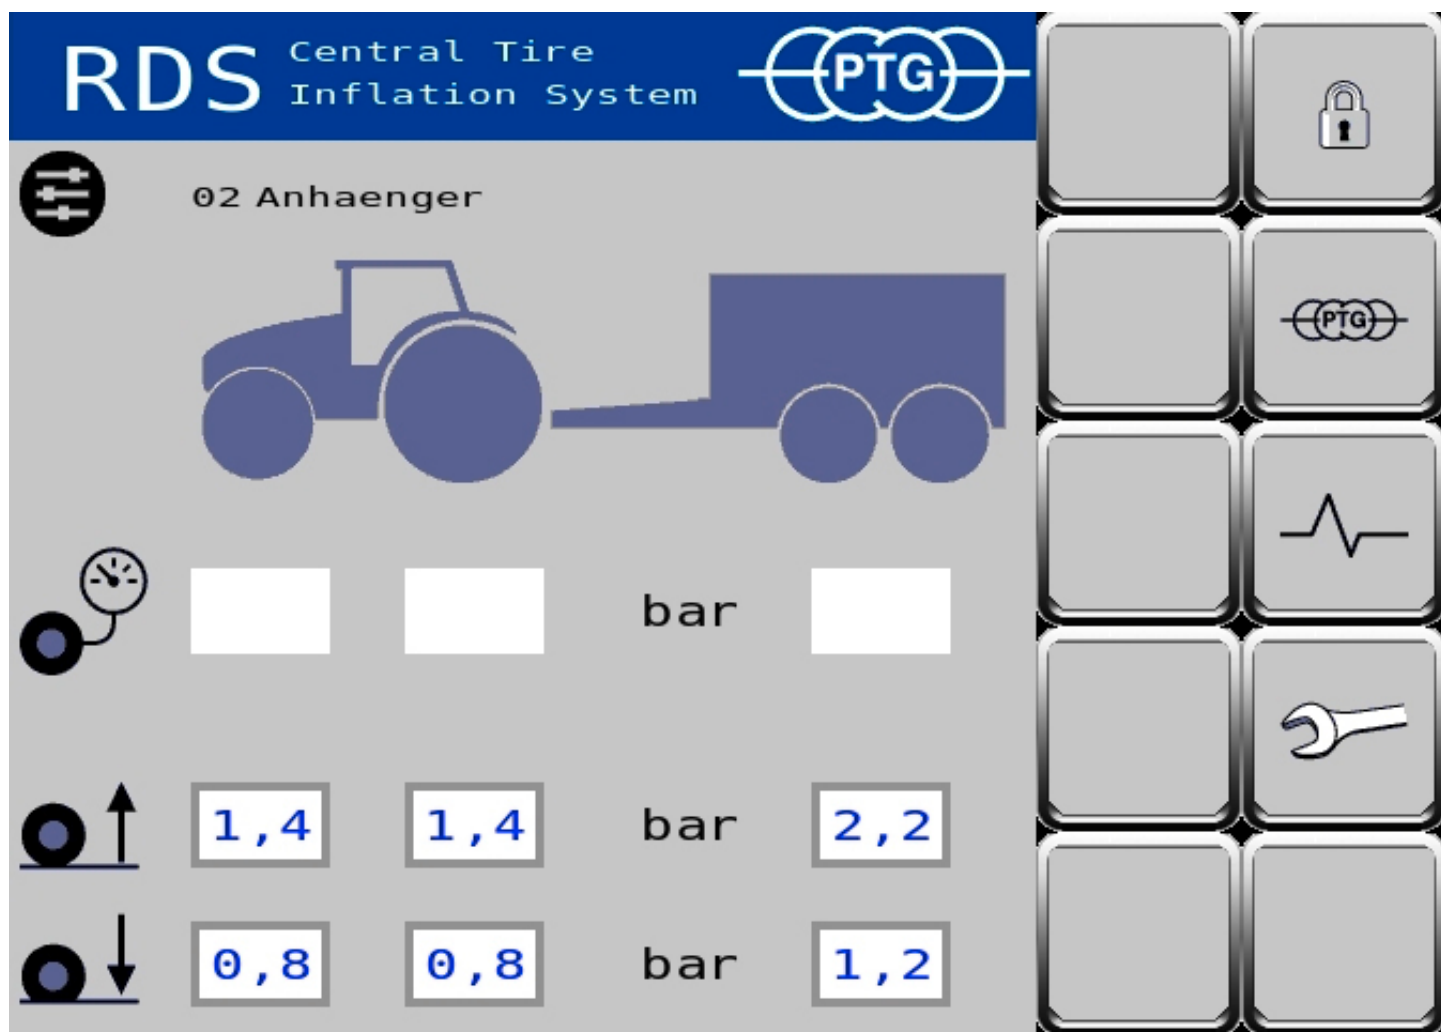 RDS
Central Tire
Inflation System
PTG
02 Anhaenger
PTG
bar
1,4 1,4 bar 2,2
0,8 0,8 bar 1,2